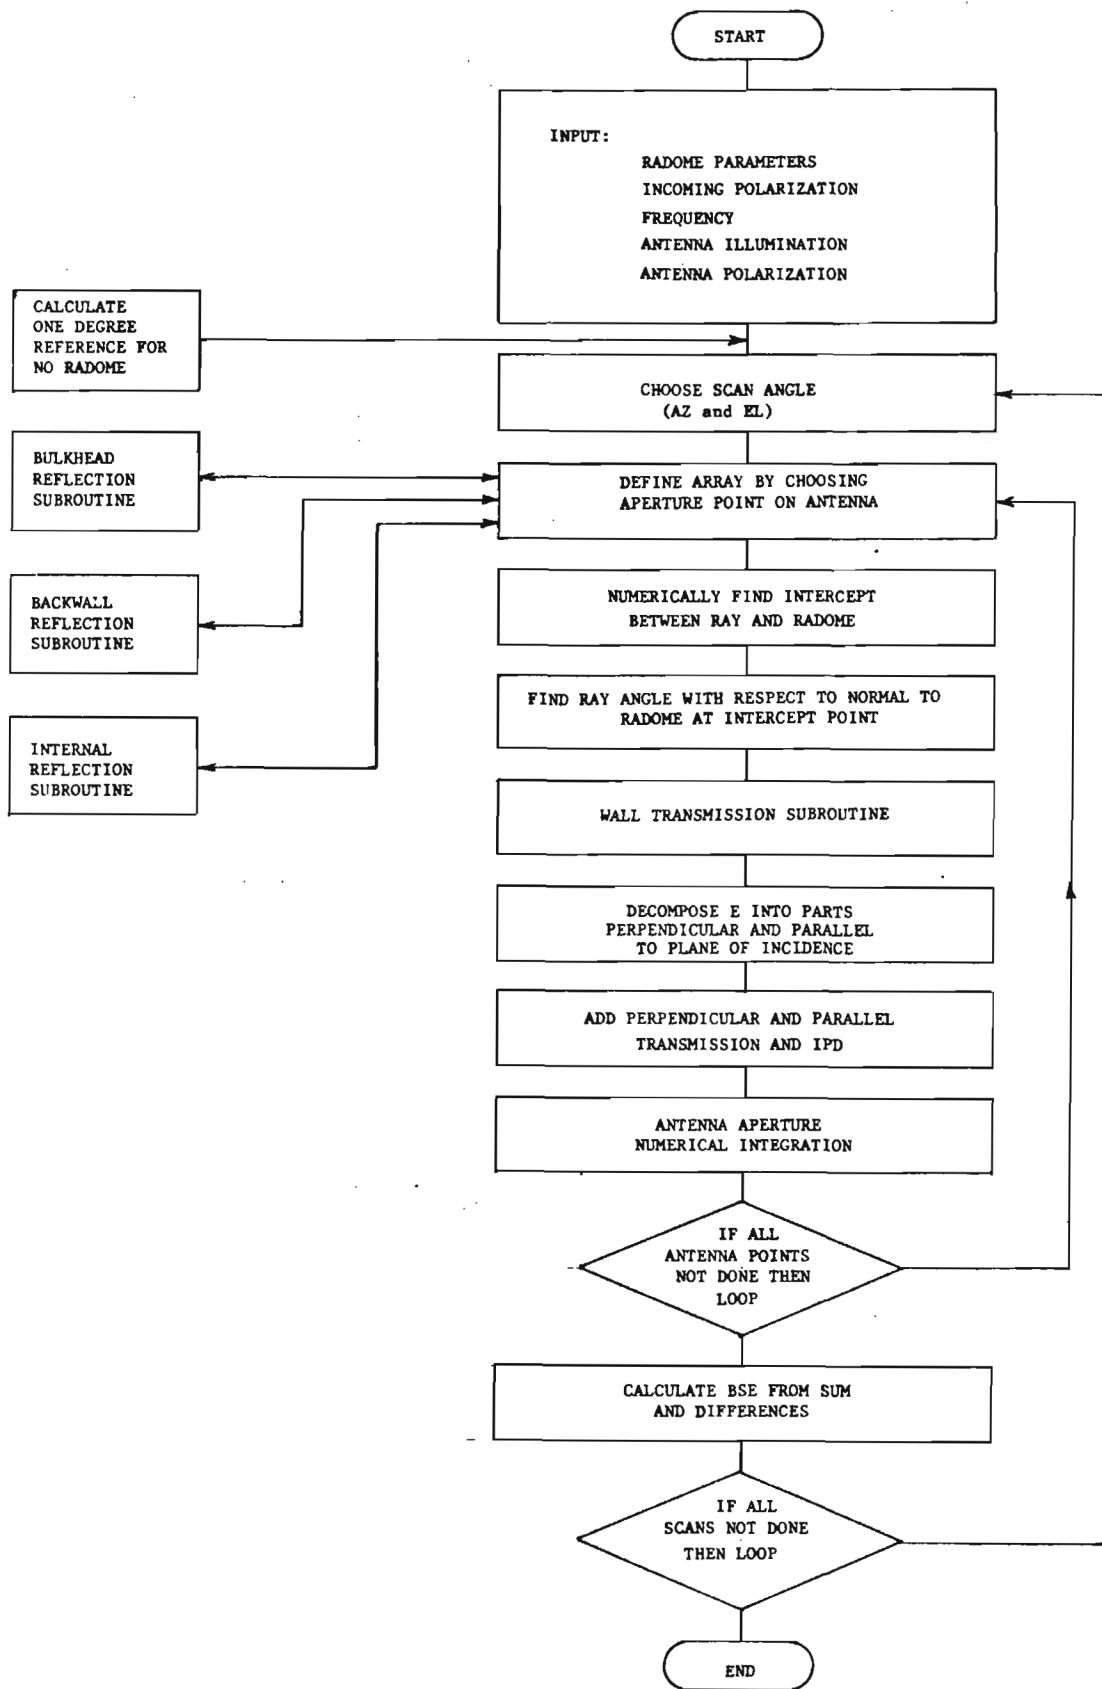 START
INPUT:
RADOME PARAMETERS
INCOMING POLARIZATION
FREQUENCY
ANTENNA ILLUMINATION
ANTENNA POLARIZATION
CALCULATE
ONE DEGREE
REFERENCE FOR
NO RADOME
CHOOSE SCAN ANGLE
(AZ and EL)
BULKHEAD
REFLECTION
SUBROUTINE
DEFINE ARRAY BY CHOOSING
APERTURE POINT ON ANTENNA
BACKWALL
REFLECTION
SUBROUTINE
NUMERICALLY FIND INTERCEPT
BETWEEN RAY AND RADOME
FIND RAY ANGLE WITH RESPECT TO NORMAL TO
RADOME AT INTERCEPT POINT
INTERNAL
REFLECTION
SUBROUTINE
WALL TRANSMISSION SUBROUTINE
DECOMPOSE E INTO PARTS
PERPENDICULAR AND PARALLEL
TO PLANE OF INCIDENCE
ADD PERPENDICULAR AND PARALLEL
TRANSMISSION AND IPD
ANTENNA APERTURE
NUMERICAL INTEGRATION
IF ALL
ANTENNA POINTS
NOT DONE THEN
LOOP
CALCULATE BSE FROM SUM
AND DIFFERENCES
IF ALL
SCANS NOT DONE
THEN LOOP
END